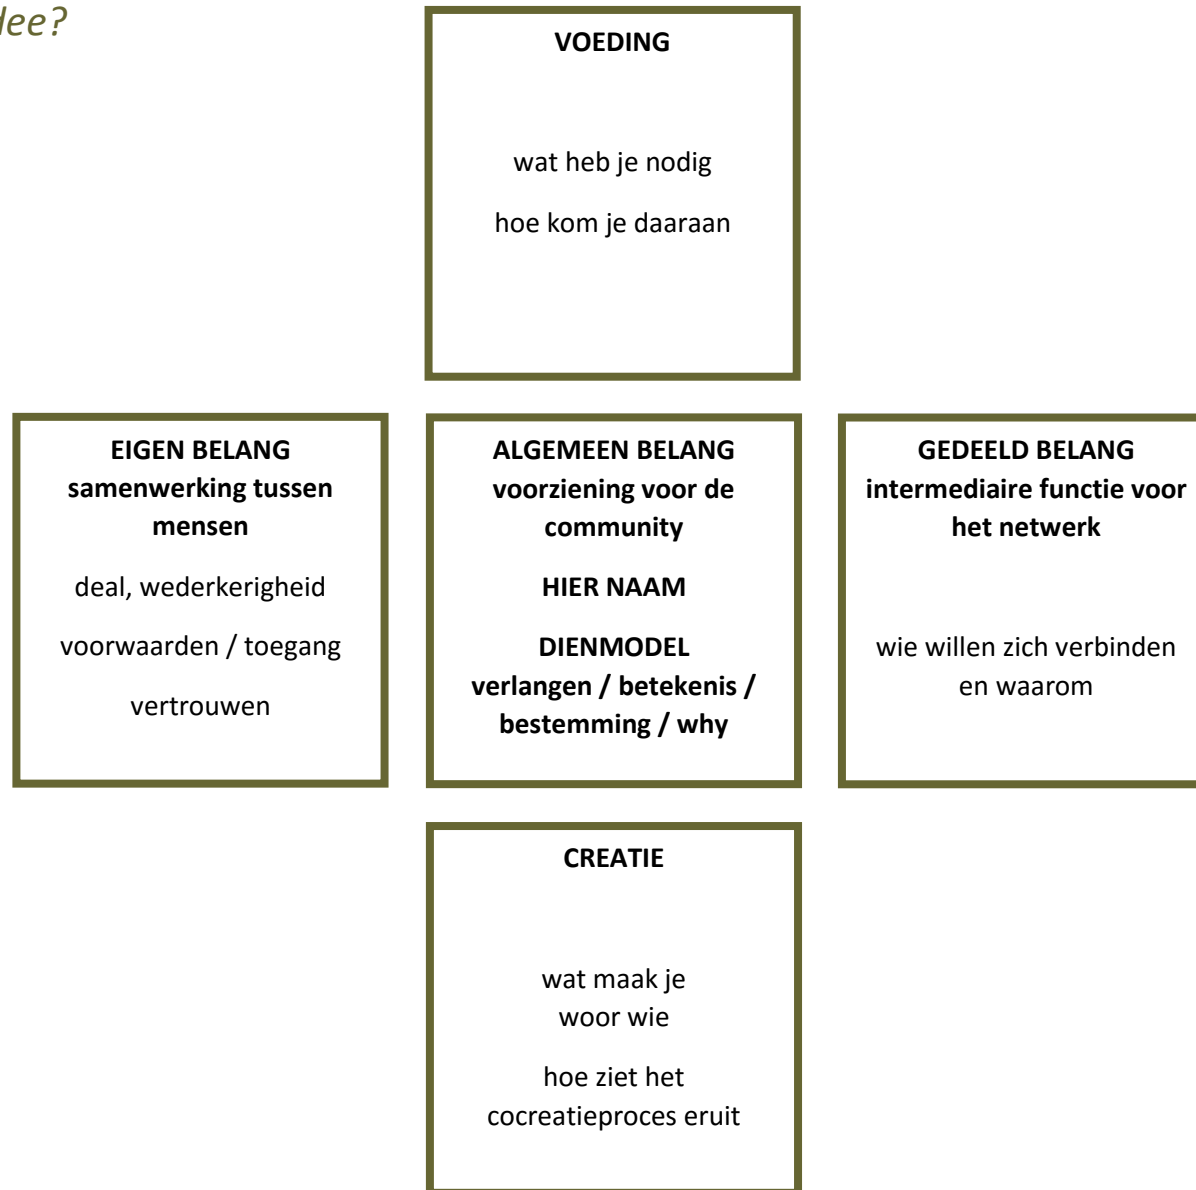 dee?
VOEDING
wat heb je nodig
hoe kom je daaraan
EIGEN BELANG
samenwerking tussen
mensen
deal, wederkerigheid
voorwaarden / toegang
vertrouwen
ALGEMEEN BELANG
voorziening voor de
community
HIER NAAM
DIENMODEL
verlangen / betekenis /
bestemming / why
GEDEELD BELANG
intermediaire functie voor
het netwerk
wie willen zich verbinden
en waarom
CREATIE
wat maak je
woor wie
hoe ziet het
cocreatieproces eruit